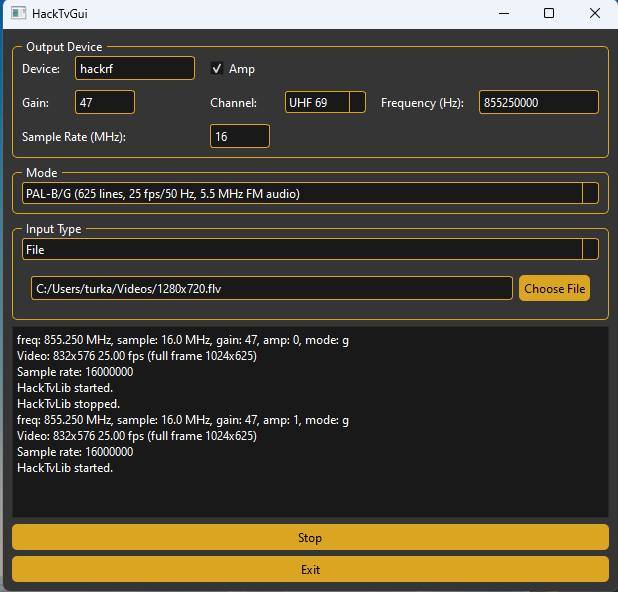 HackTvGui
Output Device
Device: hackrf Amp
Gain: 47 Channel: UHF 69 Frequency (Hz): 855250000
Sample Rate (MHz): 16
Mode
PAL-B/G (625 lines, 25 fps/50 Hz, 5.5 MHz FM audio)
Input Type
File
C:/Users/turka/Videos/1280x720.flv Choose File
freq: 855.250 MHz, sample: 16.0 MHz, gain: 47, amp: 0, mode: g
Video: 832x576 25.00 fps (full frame 1024x625)
Sample rate: 16000000
HackTvLib started.
HackTvLib stopped.
freq: 855.250 MHz, sample: 16.0 MHz, gain: 47, amp: 1, mode: g
Video: 832x576 25.00 fps (full frame 1024x625)
Sample rate: 16000000
HackTvLib started.
Stop
Exit